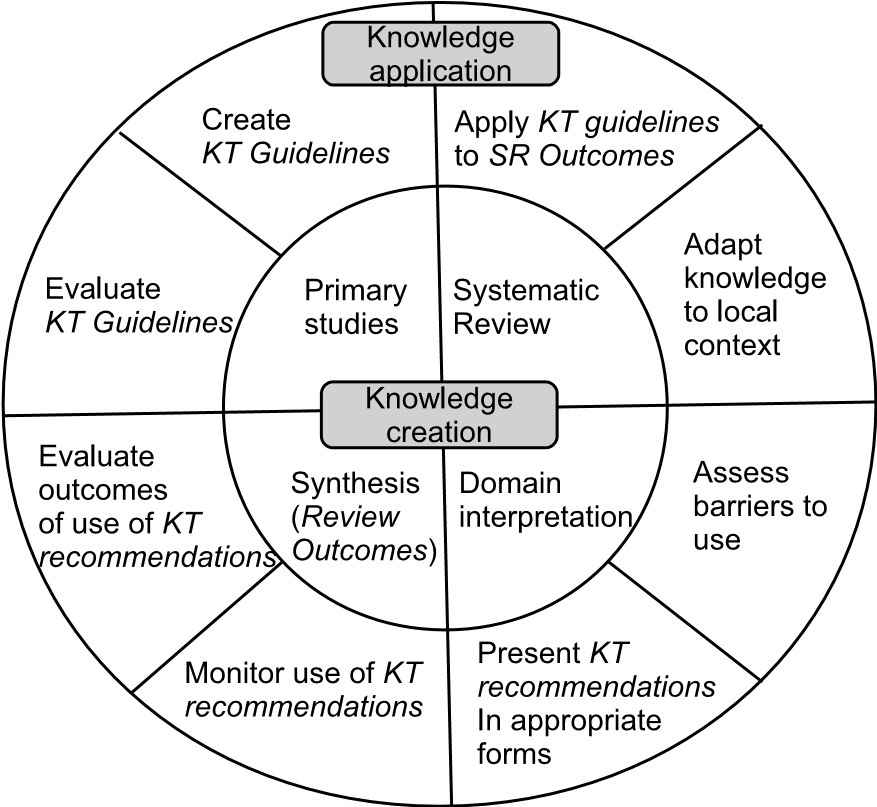 Knowledge
application
Create
KT Guidelines
Apply KT guidelines
to SR Outcomes
Adapt
knowledge
to local
context
Evaluate
KT Guidelines
Primary
studies
Systematic
Review
Knowledge
creation
Evaluate
outcomes
of use of KT
recommendations
Synthesis
(Review
Outcomes)
Domain
interpretation
Assess
barriers to
use
Monitor use of KT
recommendations
Present KT
recommendations
In appropriate
forms